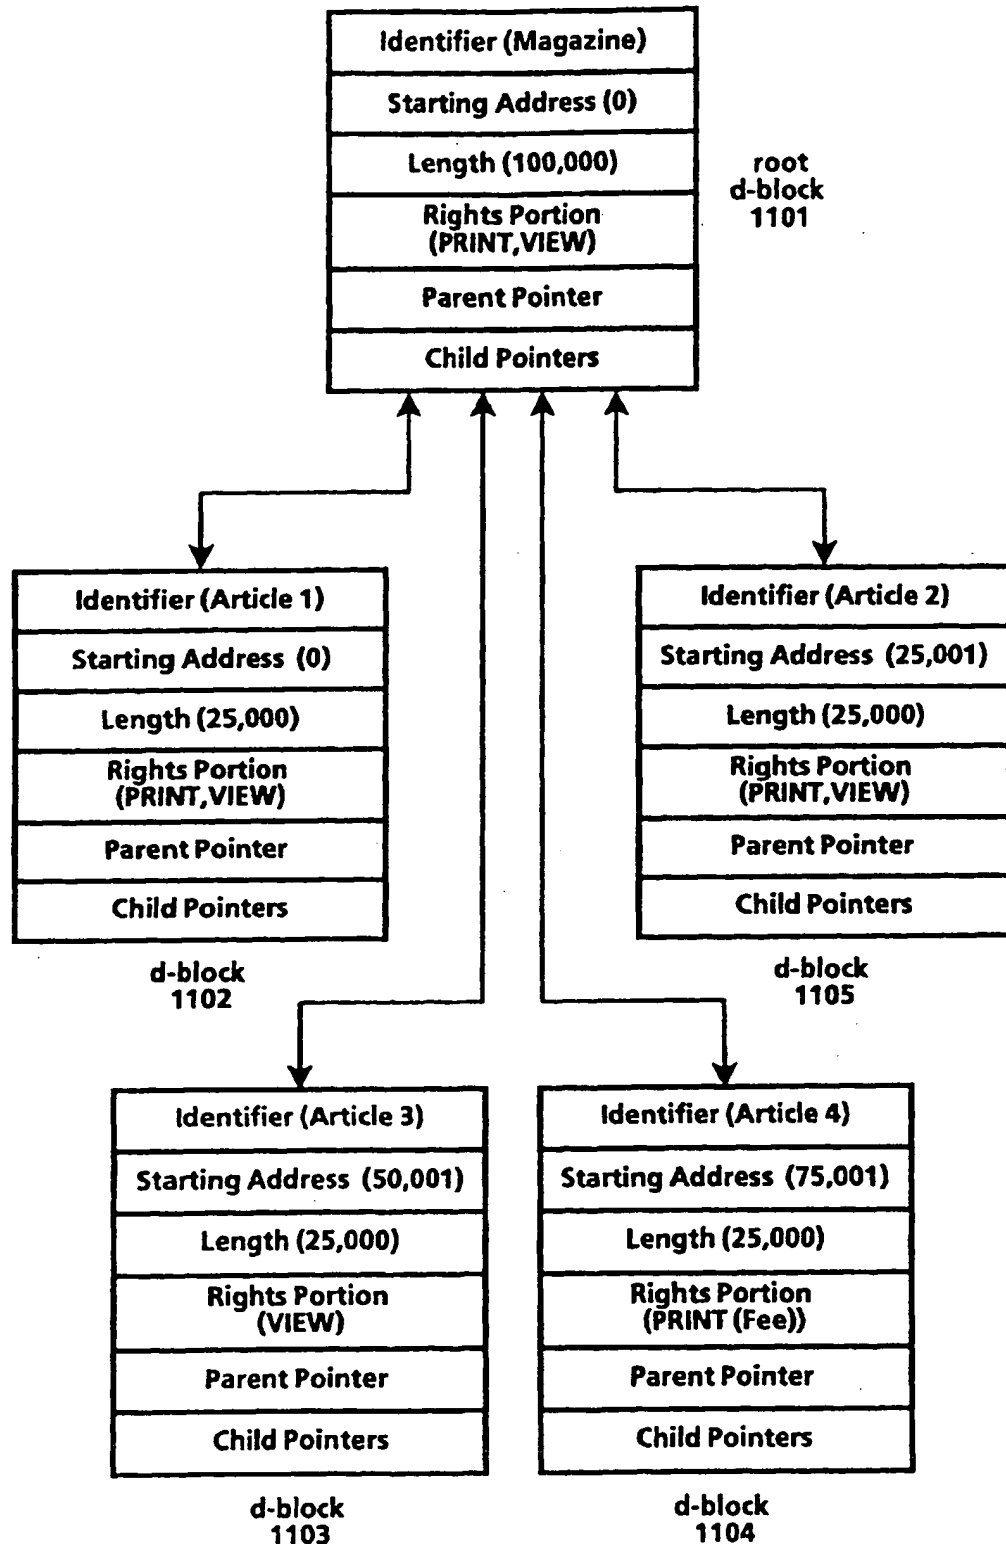 Identifier (Magazine)
Starting Address (0)
Length (100,000)
Rights Portion
(PRINT,VIEW)
Parent Pointer
Child Pointers
root
d-block
1101
Identifier (Article 1)
Starting Address (0)
Length (25,000)
Rights Portion
(PRINT,VIEW)
Parent Pointer
Child Pointers
d-block
1102
Identifier (Article 2)
Starting Address (25,001)
Length (25,000)
Rights Portion
(PRINT,VIEW)
Parent Pointer
Child Pointers
d-block
1105
Identifier (Article 3)
Starting Address (50,001)
Length (25,000)
Rights Portion
(VIEW)
Parent Pointer
Child Pointers
d-block
1103
Identifier (Article 4)
Starting Address (75,001)
Length (25,000)
Rights Portion
(PRINT (Fee))
Parent Pointer
Child Pointers
d-block
1104